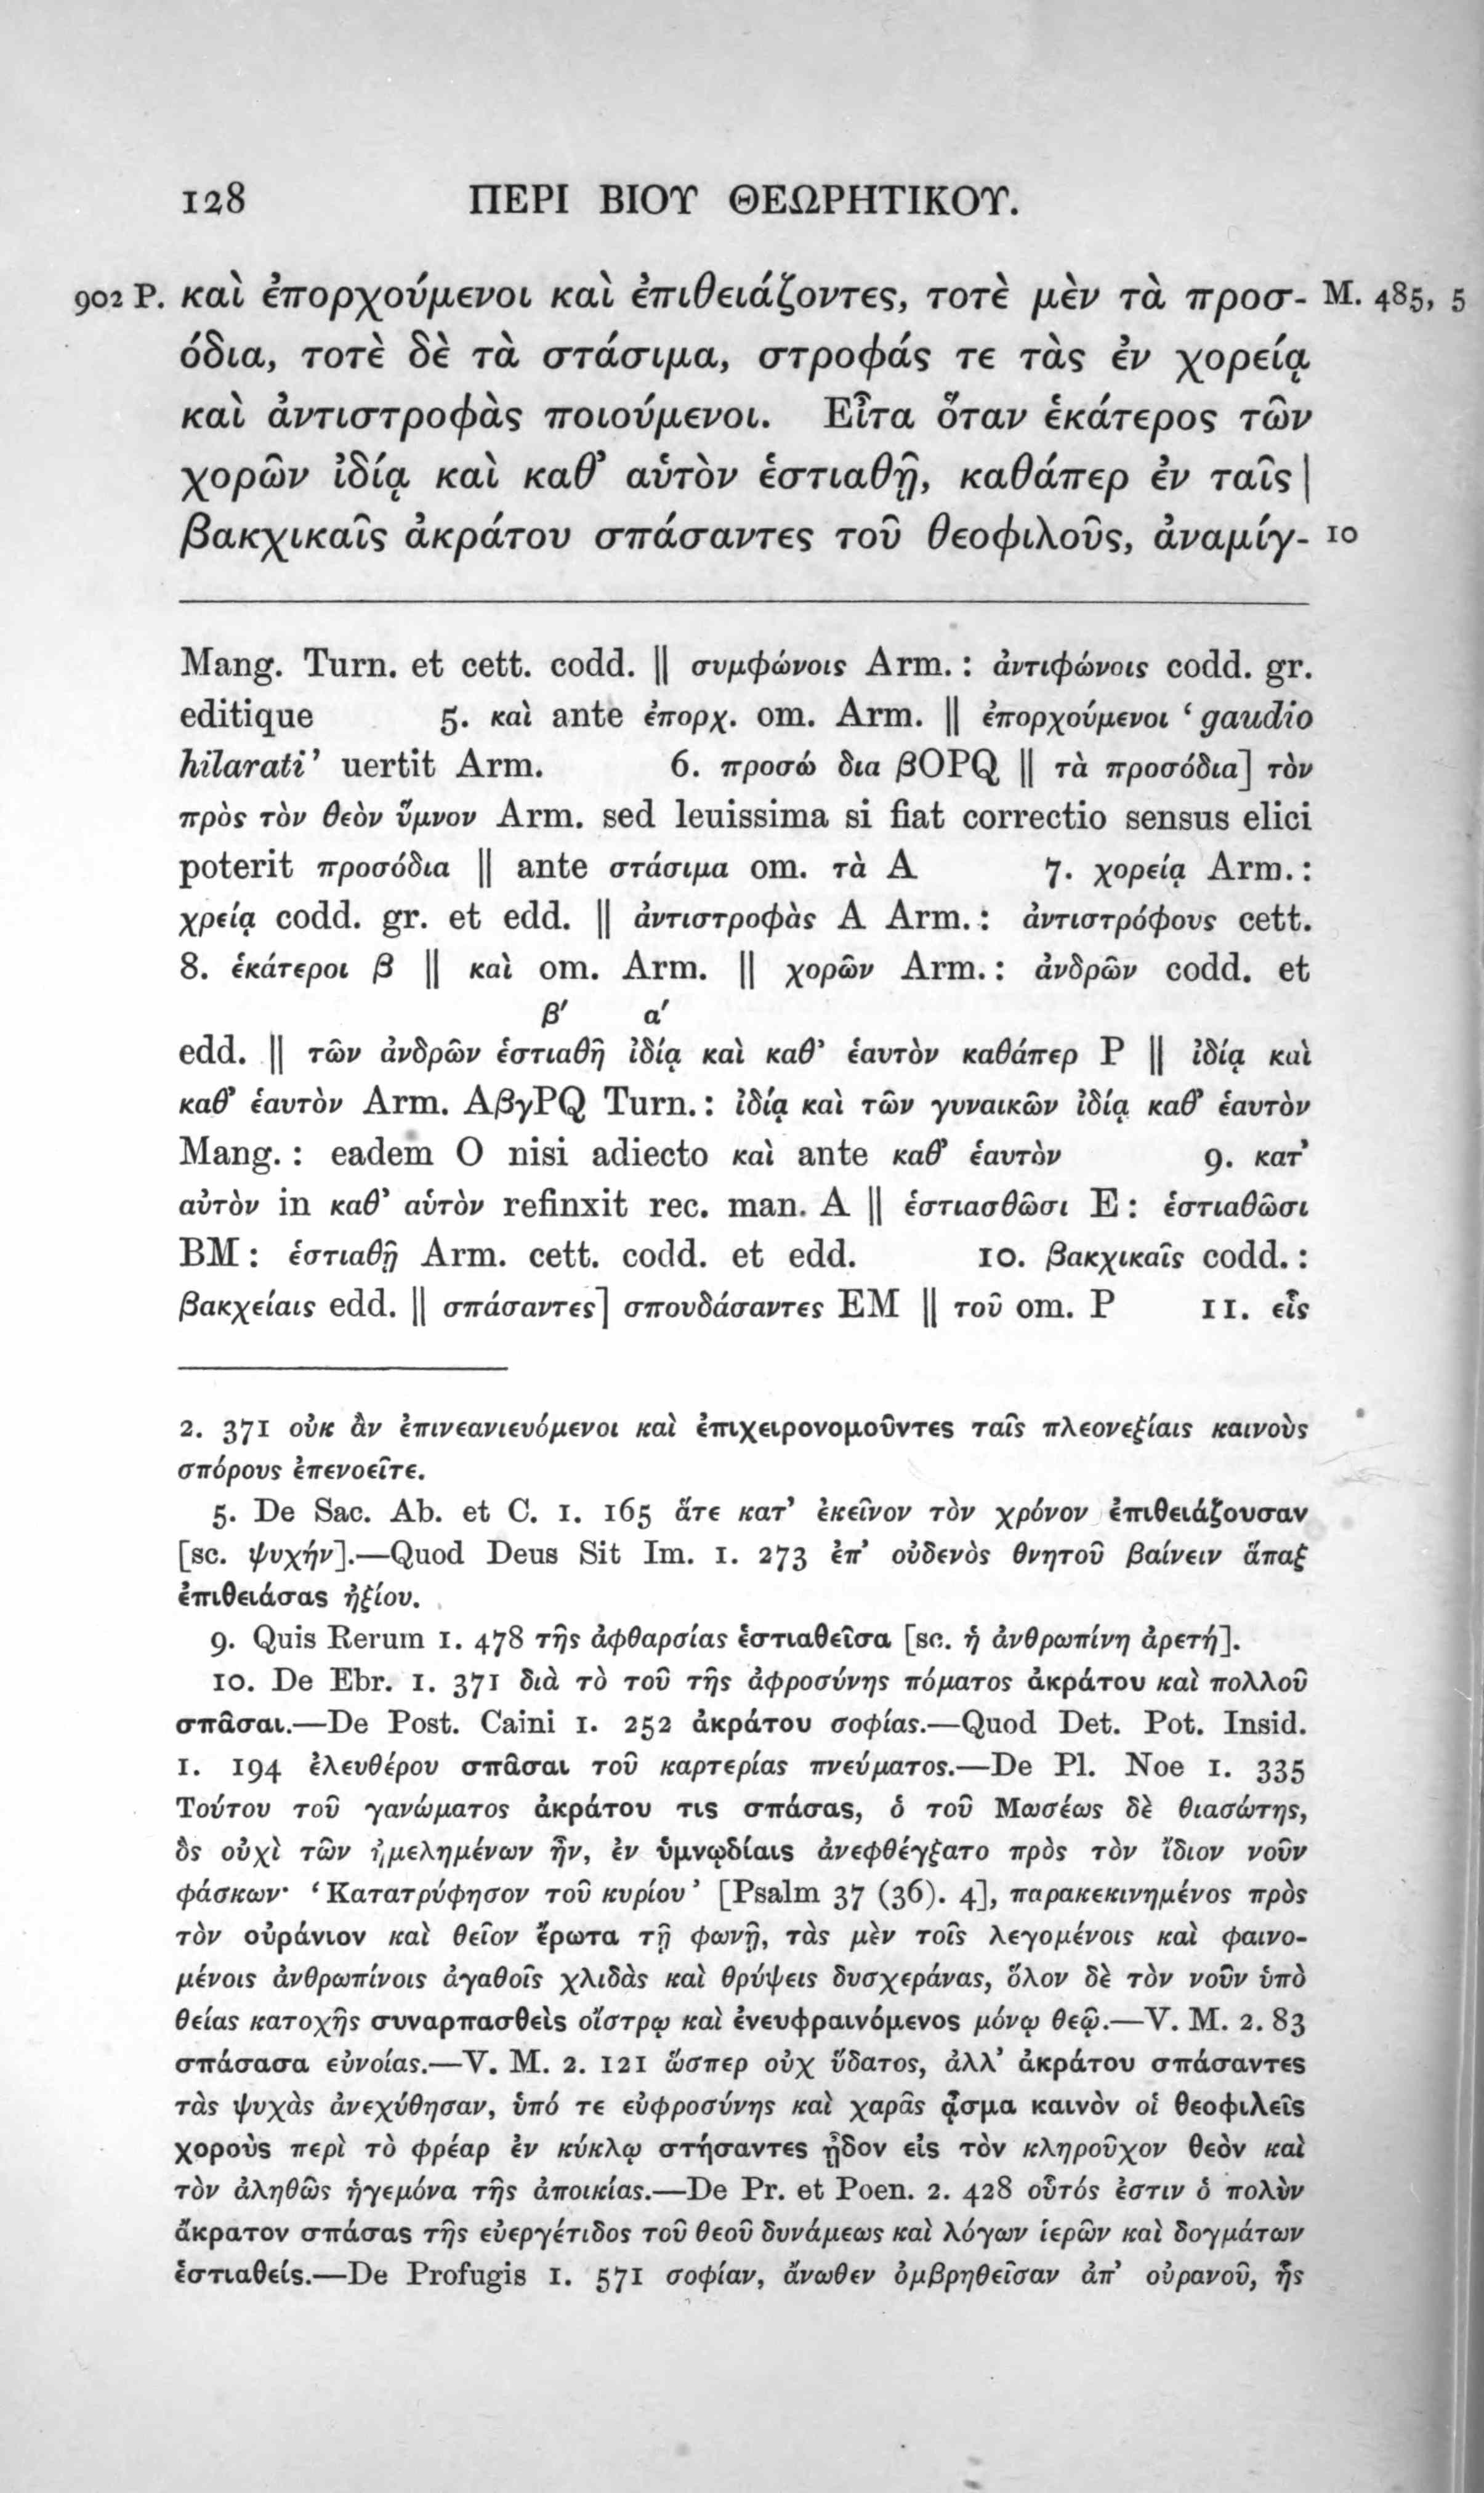 128 ΠΕΡΙ ΒΙΟΥ ΘΕΩΡΗΤΙΚΟΥ.
902 P. καὶ ἐπορχούμενοι καὶ ἐπιθειάζοντες, τοτὲ μὲν τὰ προσ- M. 485, 5
όδια, τοτὲ δὲ τὰ στάσιμα, στροφάς τε τὰς ἐν χορείᾳ
καὶ ἀντιστροφὰς ποιούμενοι. Εἶτα ὅταν ἑκάτερος τῶν
χορῶν ἰδίᾳ καὶ καθ’ αὑτὸν ἑστιαθῇ, καθάπερ ἐν ταῖς |
βακχικαῖς ἀκράτου σπάσαντες τοῦ θεοφιλοῦς, ἀναμίγ- 10
Mang. Turn. et cett. codd. || συμφώνοις Arm. : ἀντιφώνοις codd. gr.
editique 5. καὶ ante ἐπορχ. om. Arm. || ἐπορχούμενοι ‘gaudio
hilarati’ uertit Arm. 6. προσώ δια βOPQ || τὰ προσόδια] τὸν
πρὸς τὸν θεὸν ὕμνον Arm. sed leuissima si fiat correctio sensus elici
poterit προσόδια || ante στάσιμα om. τὰ A 7. χορείᾳ Arm. :
χρείᾳ codd. gr. et edd. || ἀντιστροφὰς A Arm. : ἀντιστρόφους cett.
8. ἑκάτεροι β || καὶ om. Arm. || χορῶν Arm. : ἀνδρῶν codd. et
β′ α′
edd. || τῶν ἀνδρῶν ἑστιαθῆ ἰδίᾳ καὶ καθ’ ἑαυτὸν καθάπερ P || ἰδίᾳ καὶ
καθ’ ἑαυτὸν Arm. AβγPQ Turn. : ἰδίᾳ καὶ τῶν γυναικῶν ἰδίᾳ καθ’ ἑαυτὸν
Mang. : eadem O nisi adiecto καὶ ante καθ’ ἑαυτὸν 9. κατ’
αὐτὸν in καθ’ αὑτὸν refinxit rec. man. A || ἑστιασθῶσι E : ἑστιαθῶσι
BM : ἑστιαθῇ Arm. cett. codd. et edd. 10. βακχικαῖς codd. :
βακχείαις edd. || σπάσαντες] σπουδάσαντες EM || τοῦ om. P 11. εἷς
2. 371 οὐκ ἂν ἐπινεανιευόμενοι καὶ ἐπιχειρονομοῦντες ταῖς πλεονεξίαις καινοὺς
σπόρους ἐπενοεῖτε.
5. De Sac. Ab. et C. 1. 165 ἅτε κατ’ ἐκεῖνον τὸν χρόνον ἐπιθειάζουσαν
[sc. ψυχήν].—Quod Deus Sit Im. 1. 273 ἐπ’ οὐδενὸς θνητοῦ βαίνειν ἅπαξ
ἐπιθειάσας ἠξίου.
9. Quis Rerum 1. 478 τῆς ἀφθαρσίας ἑστιαθεῖσα [sc. ἡ ἀνθρωπίνη ἀρετή].
10. De Ebr. 1. 371 διὰ τὸ τοῦ τῆς ἀφροσύνης πόματος ἀκράτου καὶ πολλοῦ
σπᾶσαι.—De Post. Caini 1. 252 ἀκράτου σοφίας.—Quod Det. Pot. Insid.
1. 194 ἐλευθέρου σπᾶσαι τοῦ καρτερίας πνεύματος.—De Pl. Noe 1. 335
Τούτου τοῦ γανώματος ἀκράτου τις σπάσας, ὁ τοῦ Μωσέως δὲ θιασώτης,
ὃς οὐχὶ τῶν ἠμελημένων ἦν, ἐν ὑμνῳδίαις ἀνεφθέγξατο πρὸς τὸν ἴδιον νοῦν
φάσκων· ‘Κατατρύφησον τοῦ κυρίου’ [Psalm 37 (36). 4], παρακεκινημένος πρὸς
τὸν οὐράνιον καὶ θεῖον ἔρωτα τῇ φωνῇ, τὰς μὲν τοῖς λεγομένοις καὶ φαινο-
μένοις ἀνθρωπίνοις ἀγαθοῖς χλιδὰς καὶ θρύψεις δυσχεράνας, ὅλον δὲ τὸν νοῦν ὑπὸ
θείας κατοχῆς συναρπασθεὶς οἴστρῳ καὶ ἐνευφραινόμενος μόνῳ θεῷ.—V. M. 2. 83
σπάσασα εὐνοίας.—V. M. 2. 121 ὥσπερ οὐχ ὕδατος, ἀλλ’ ἀκράτου σπάσαντες
τὰς ψυχὰς ἀνεχύθησαν, ὑπό τε εὐφροσύνης καὶ χαρᾶς ᾆσμα καινὸν οἱ θεοφιλεῖς
χοροὺς περὶ τὸ φρέαρ ἐν κύκλῳ στήσαντες ᾖδον εἰς τὸν κληροῦχον θεὸν καὶ
τὸν ἀληθῶς ἡγεμόνα τῆς ἀποικίας.—De Pr. et Poen. 2. 428 οὗτός ἐστιν ὁ πολὺν
ἄκρατον σπάσας τῆς εὐεργέτιδος τοῦ θεοῦ δυνάμεως καὶ λόγων ἱερῶν καὶ δογμάτων
ἑστιαθείς.—De Profugis 1. 571 σοφίαν, ἄνωθεν ὀμβρηθεῖσαν ἀπ’ οὐρανοῦ, ἧς